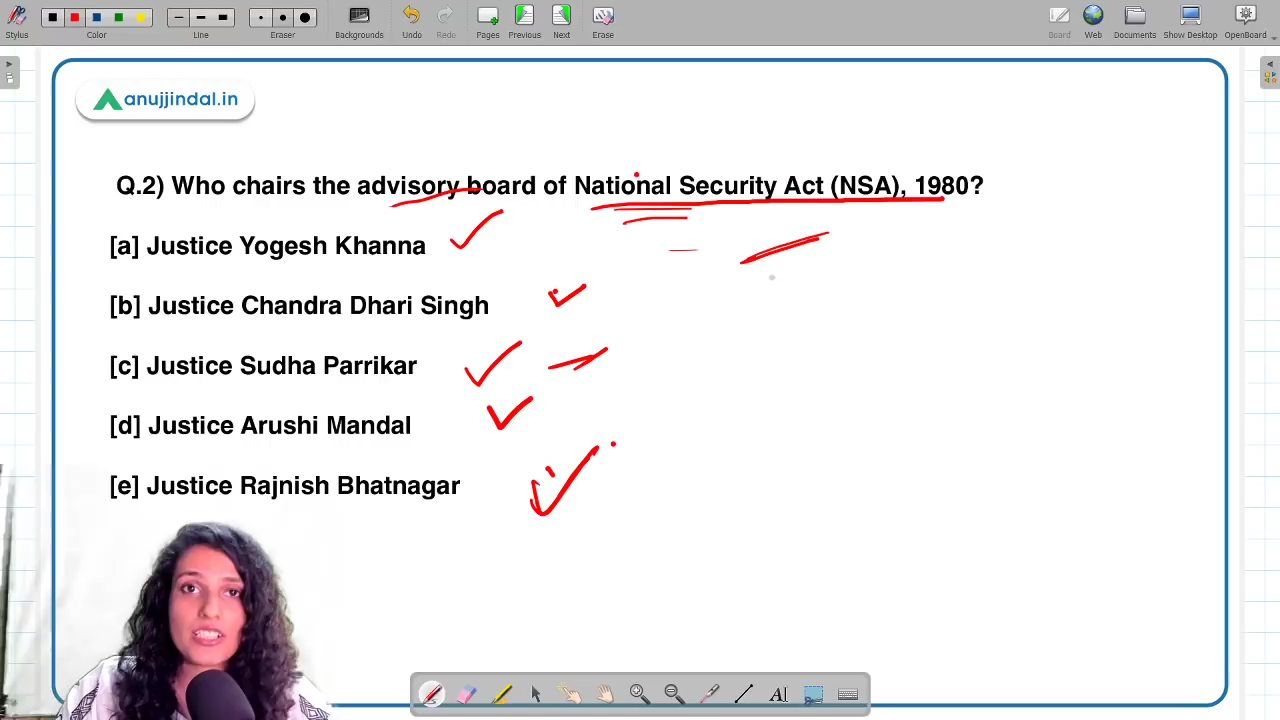 Stylus
Color
Line
Eraser
Backgrounds
Undo
Redo
Pages
Previous
Next
Erase
Board
Web
Documents
Show Desktop
OpenBoard
anujjindal.in
Q.2) Who chairs the advisory board of National Security Act (NSA), 1980?
[a] Justice Yogesh Khanna
[b] Justice Chandra Dhari Singh
[c] Justice Sudha Parrikar
[d] Justice Arushi Mandal
[e] Justice Rajnish Bhatnagar
AI